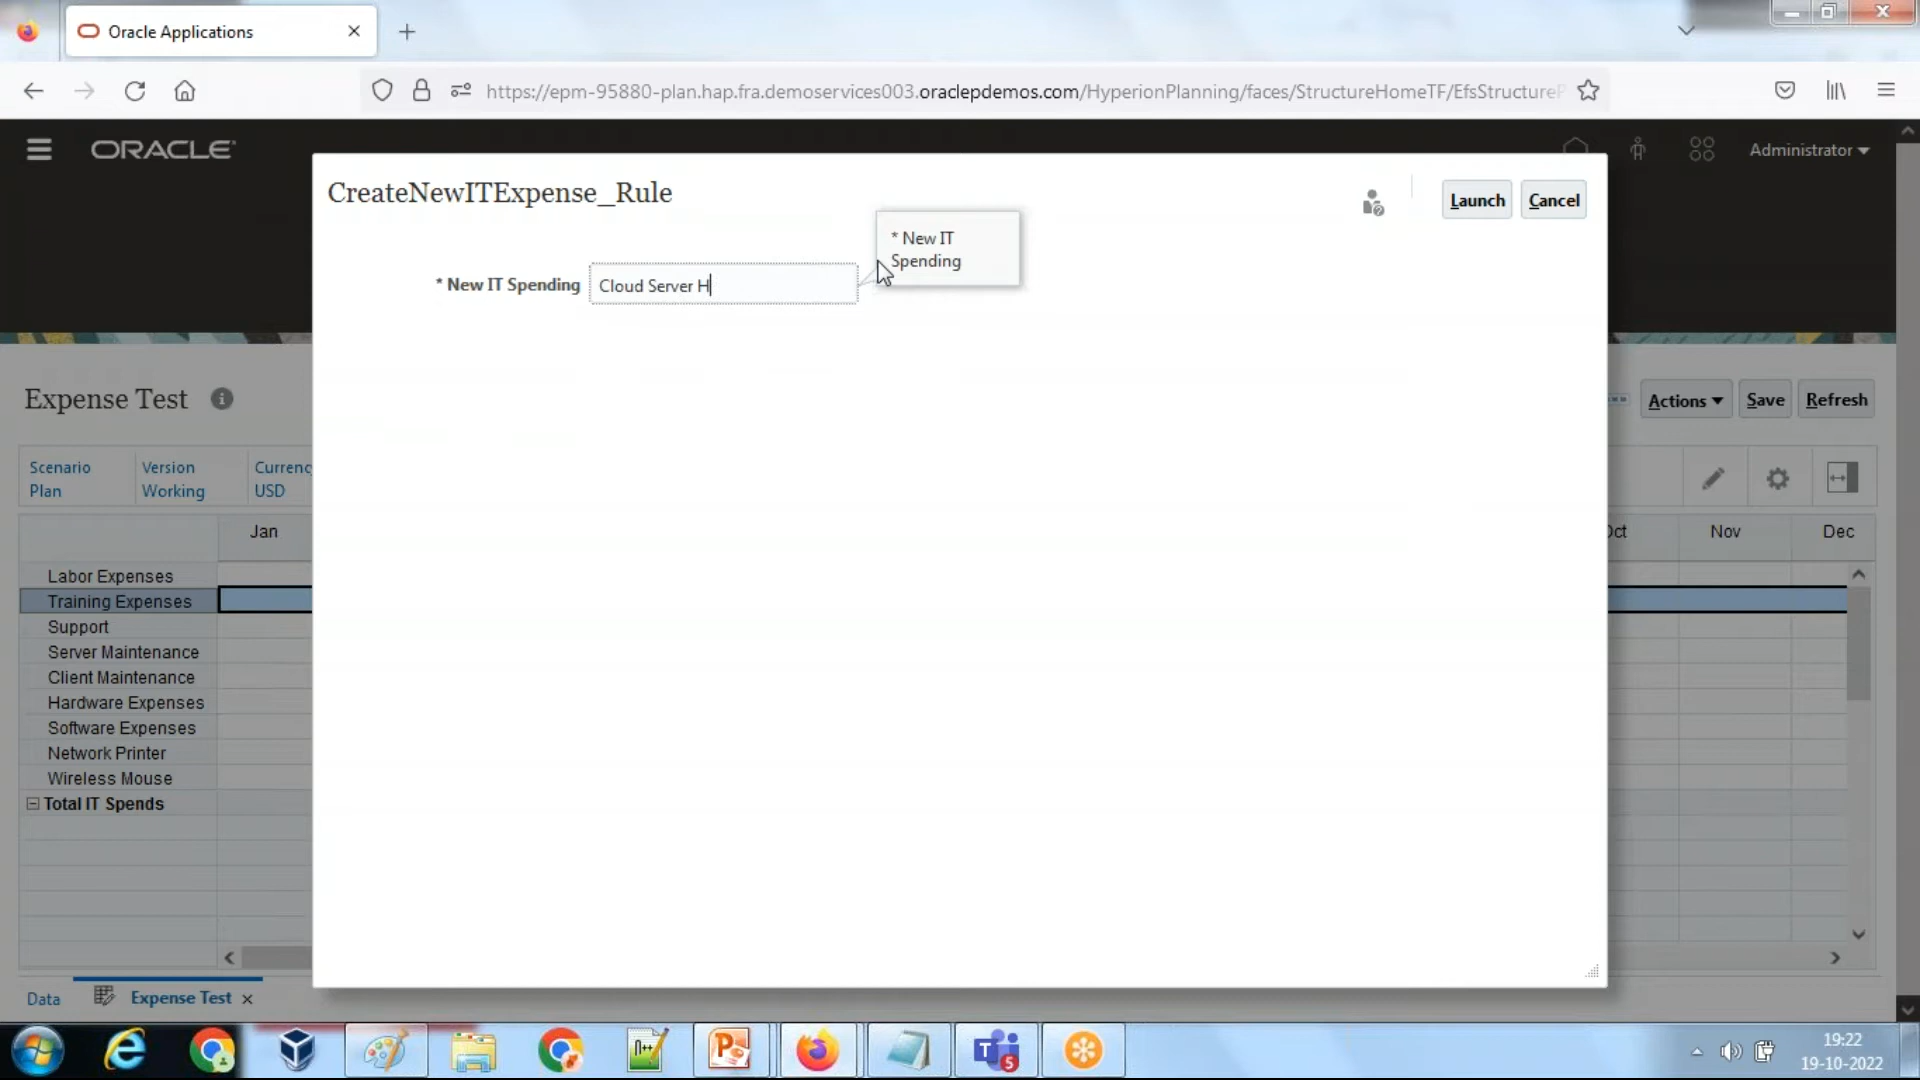 Oracle Applications
https://epm-95880-plan.hap.fra.demoservices003.oraclepdemos.com/HyperionPlanning/faces/StructureHomeTF/EfsStructureP
ORACLE
Administrator
CreateNewITExpense_Rule
Launch
Cancel
* New IT Spending
Cloud Server H
* New IT
Spending
Expense Test
Actions
Save
Refresh
Scenario
Plan
Version
Working
Currenc
USD
Jan
Oct
Nov
Dec
Labor Expenses
Training Expenses
Support
Server Maintenance
Client Maintenance
Hardware Expenses
Software Expenses
Network Printer
Wireless Mouse
Total IT Spends
Data
Expense Test
19:22
19-10-2022